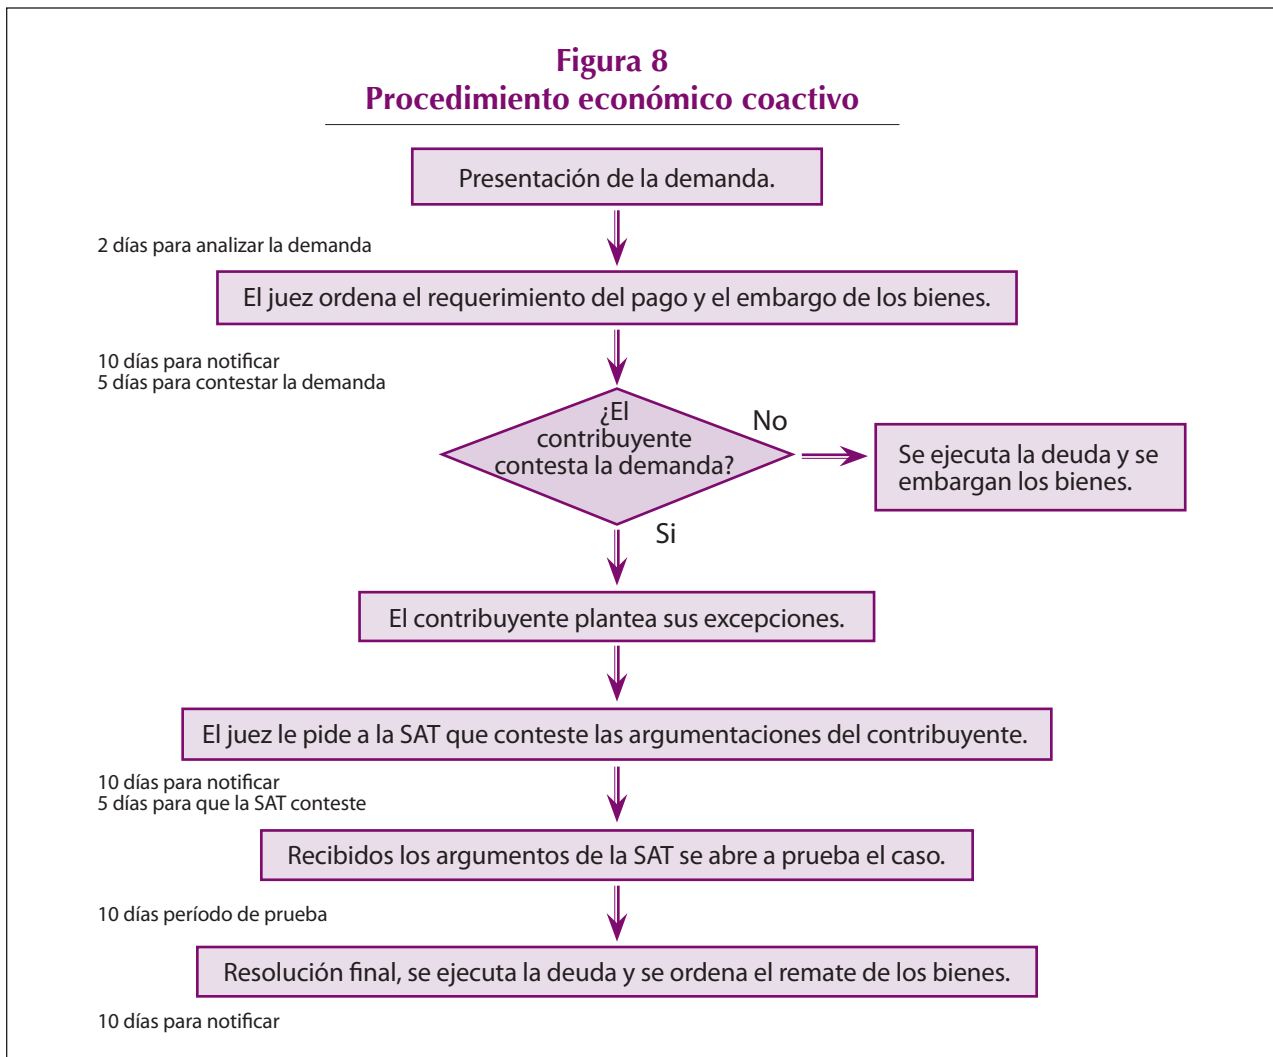 Figura 8
Procedimiento económico coactivo
Presentación de la demanda.
2 días para analizar la demanda
El juez ordena el requerimiento del pago y el embargo de los bienes.
10 días para notificar
5 días para contestar la demanda
¿El
contribuyente
contesta la demanda?
No
Se ejecuta la deuda y se
embargan los bienes.
Si
El contribuyente plantea sus excepciones.
El juez le pide a la SAT que conteste las argumentaciones del contribuyente.
10 días para notificar
5 días para que la SAT conteste
Recibidos los argumentos de la SAT se abre a prueba el caso.
10 días período de prueba
Resolución final, se ejecuta la deuda y se ordena el remate de los bienes.
10 días para notificar